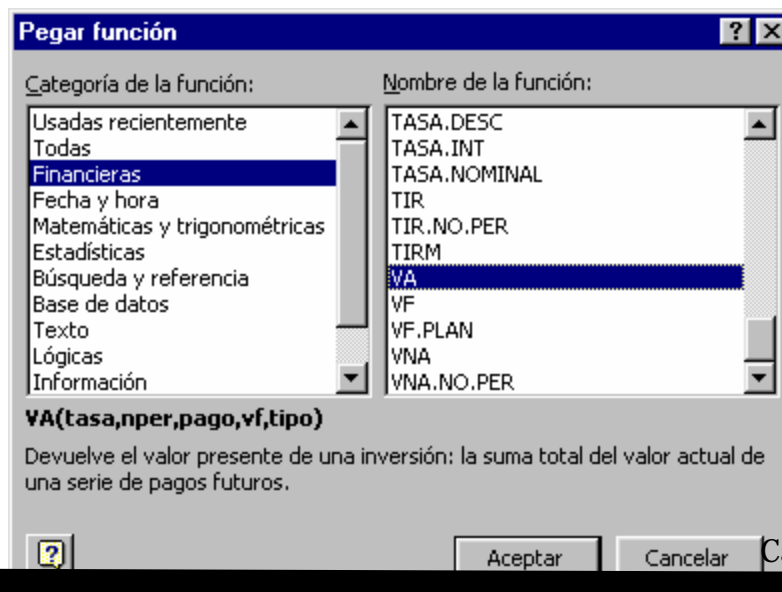 Pegar función
Categoría de la función:
Usadas recientemente
Todas
Financieras
Fecha y hora
Matemáticas y trigonométricas
Estadísticas
Búsqueda y referencia
Base de datos
Texto
Lógicas
Información
Nombre de la función:
TASA.DESC
TASA.INT
TASA.NOMINAL
TIR
TIR.NO.PER
TIRM
VA
VF
VF.PLAN
VNA
VNA.NO.PER
VA(tasa,nper,pago,vf,tipo)
Devuelve el valor presente de una inversión: la suma total del valor actual de
una serie de pagos futuros.
Aceptar
Cancelar